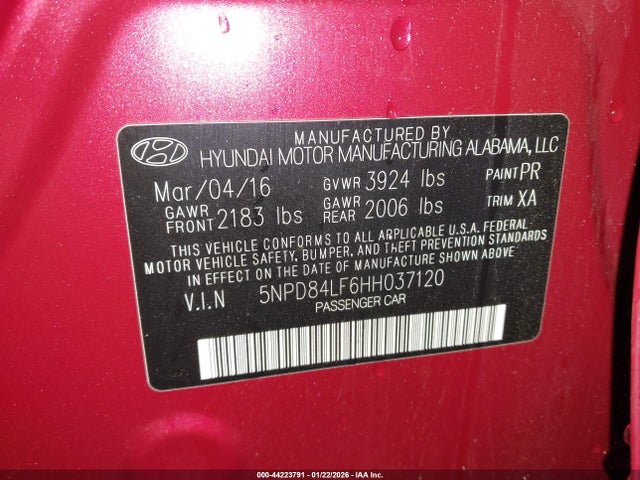 MANUFACTURED BY
HYUNDAI MOTOR MANUFACTURING ALABAMA, LLC
Mar/04/16 GVWR 3924 lbs PAINT PR
GAWR FRONT 2183 lbs GAWR REAR 2006 lbs TRIM XA
THIS VEHICLE CONFORMS TO ALL APPLICABLE U.S.A. FEDERAL
MOTOR VEHICLE SAFETY, BUMPER, AND THEFT PREVENTION STANDARDS
IN EFFECT ON THE DATE OF MANUFACTURE SHOWN ABOVE.
V.I.N 5NPD84LF6HH037120
PASSENGER CAR
000-44223791 - 01/22/2026 - IAA Inc.